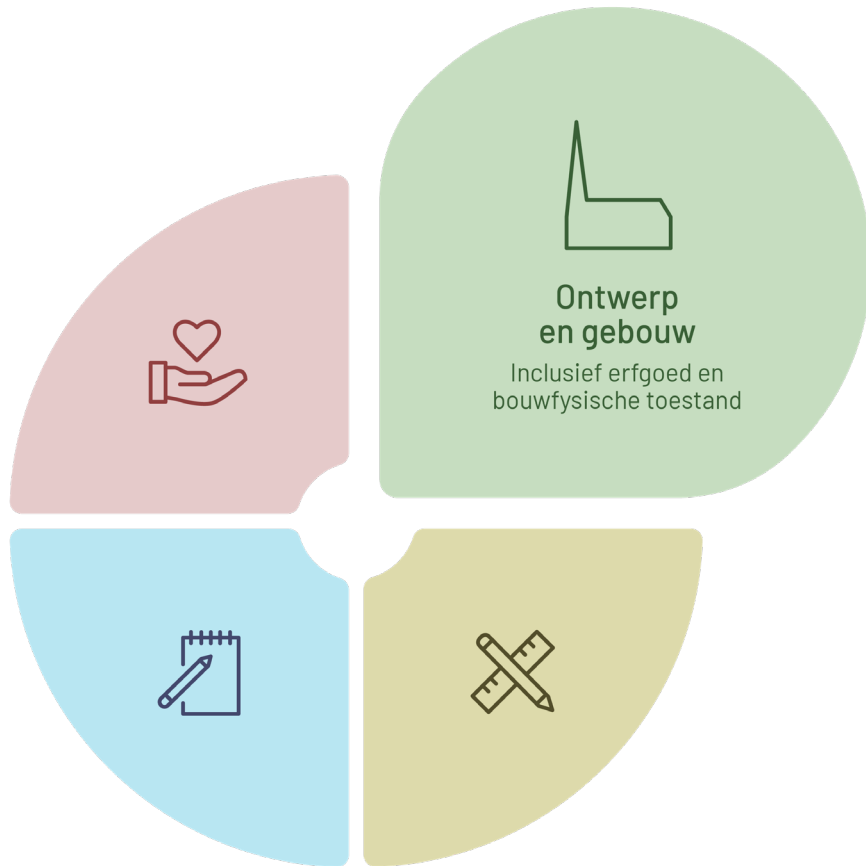 Ontwerp
en gebouw
Inclusief erfgoed en
bouwfysische toestand